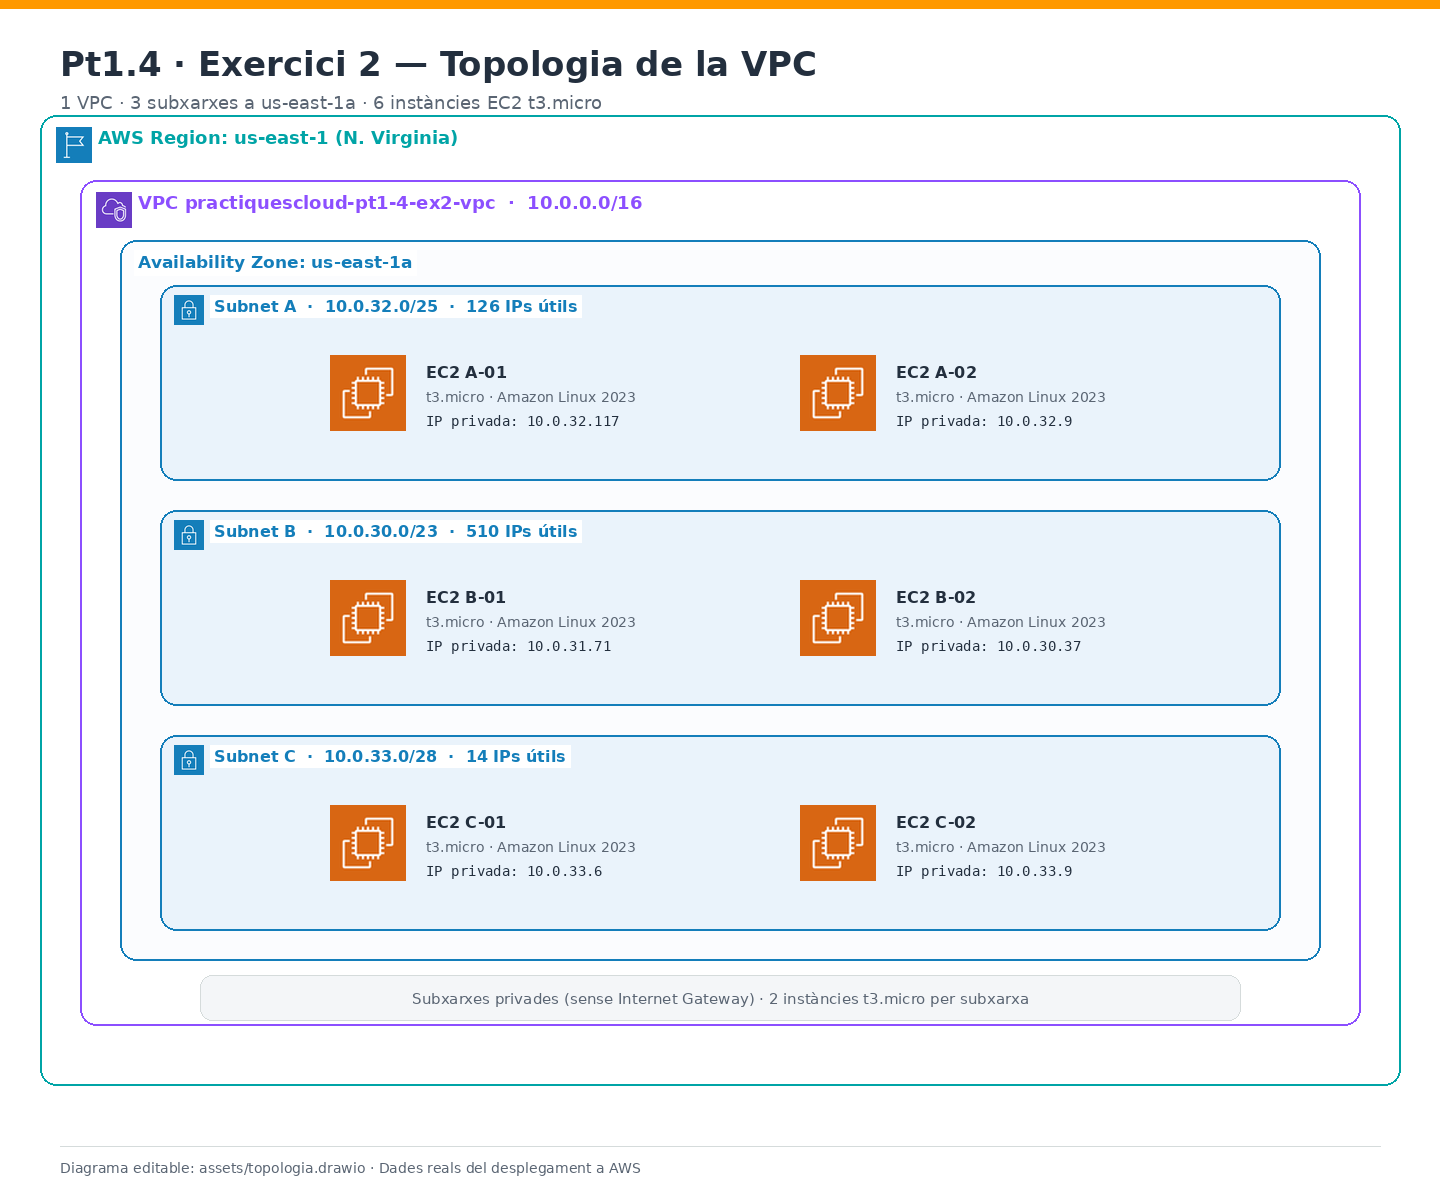 Pt1.4 · Exercici 2 — Topologia de la VPC
1 VPC · 3 subxarxes a us-east-1a · 6 instàncies EC2 t3.micro
AWS Region: us-east-1 (N. Virginia)
VPC practiquescloud-pt1-4-ex2-vpc · 10.0.0.0/16
Availability Zone: us-east-1a
Subnet A · 10.0.32.0/25 · 126 IPs útils
EC2 A-01
t3.micro · Amazon Linux 2023
IP privada: 10.0.32.117
EC2 A-02
t3.micro · Amazon Linux 2023
IP privada: 10.0.32.9
Subnet B · 10.0.30.0/23 · 510 IPs útils
EC2 B-01
t3.micro · Amazon Linux 2023
IP privada: 10.0.31.71
EC2 B-02
t3.micro · Amazon Linux 2023
IP privada: 10.0.30.37
Subnet C · 10.0.33.0/28 · 14 IPs útils
EC2 C-01
t3.micro · Amazon Linux 2023
IP privada: 10.0.33.6
EC2 C-02
t3.micro · Amazon Linux 2023
IP privada: 10.0.33.9
Subxarxes privades (sense Internet Gateway) · 2 instàncies t3.micro per subxarxa
Diagrama editable: assets/topologia.drawio · Dades reals del desplegament a AWS